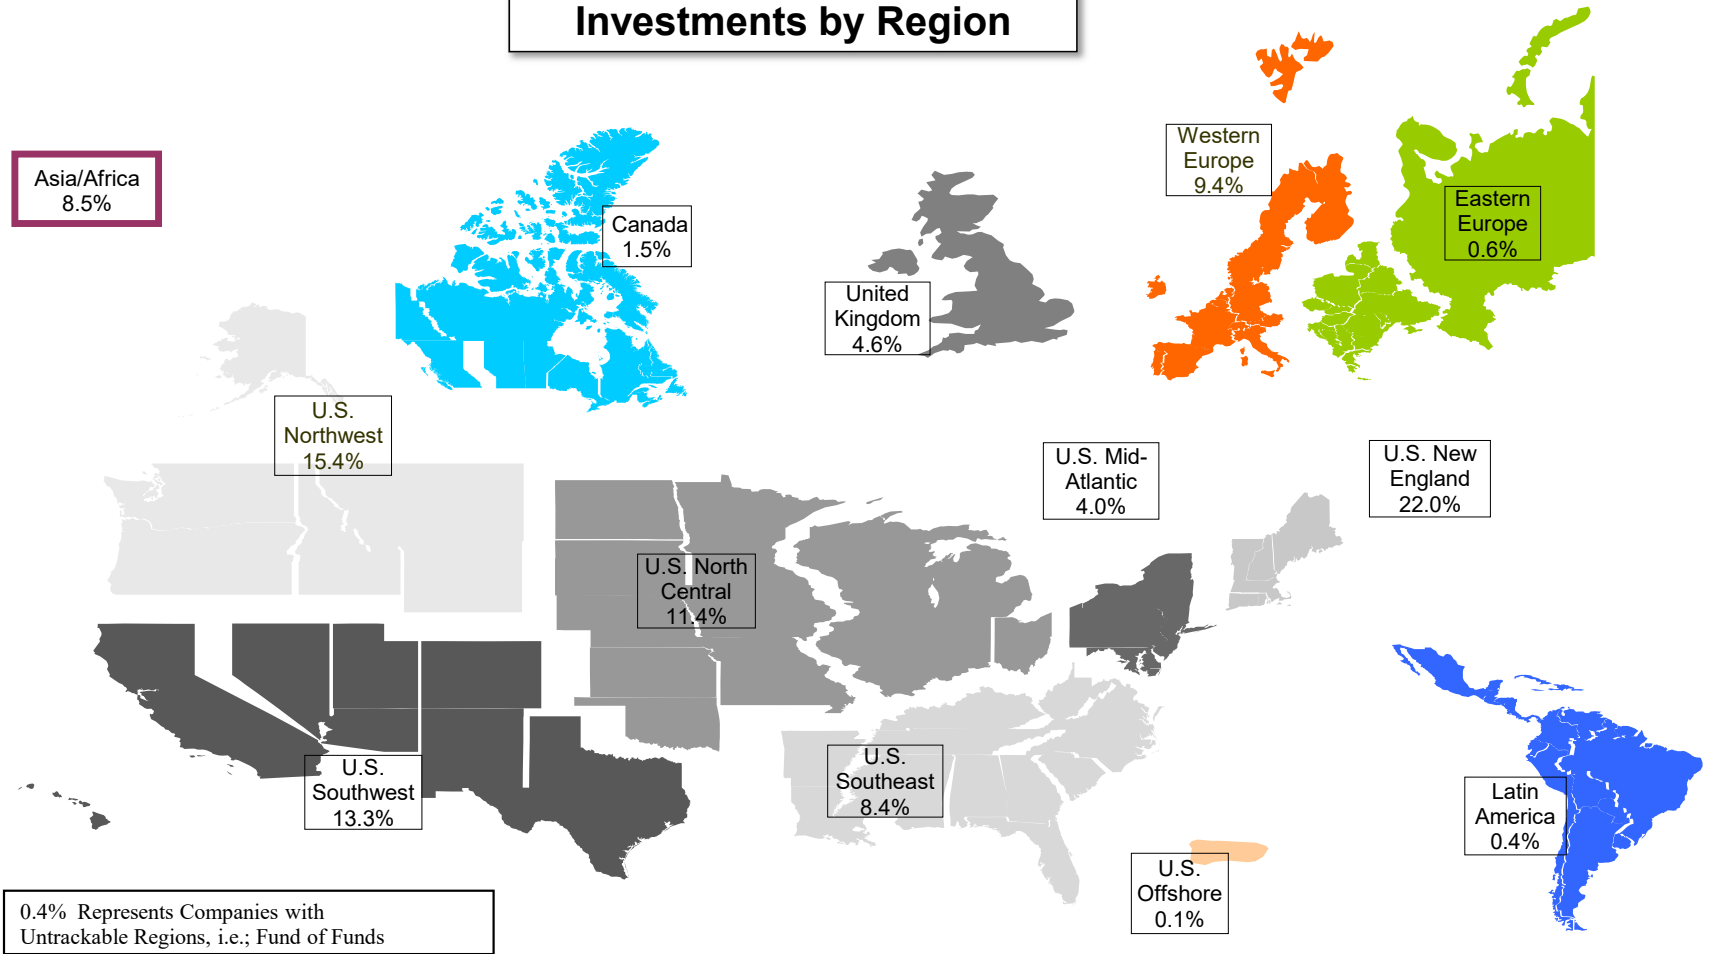 Investments by Region
Asia/Africa
8.5%
Canada
1.5%
United
Kingdom
4.6%
Western
Europe
9.4%
Eastern
Europe
0.6%
U.S.
Northwest
15.4%
U.S. North
Central
11.4%
U.S. Mid-
Atlantic
4.0%
U.S. New
England
22.0%
U.S.
Southwest
13.3%
U.S.
Southeast
8.4%
U.S.
Offshore
0.1%
Latin
America
0.4%
0.4%  Represents Companies with
Untrackable Regions, i.e.; Fund of Funds